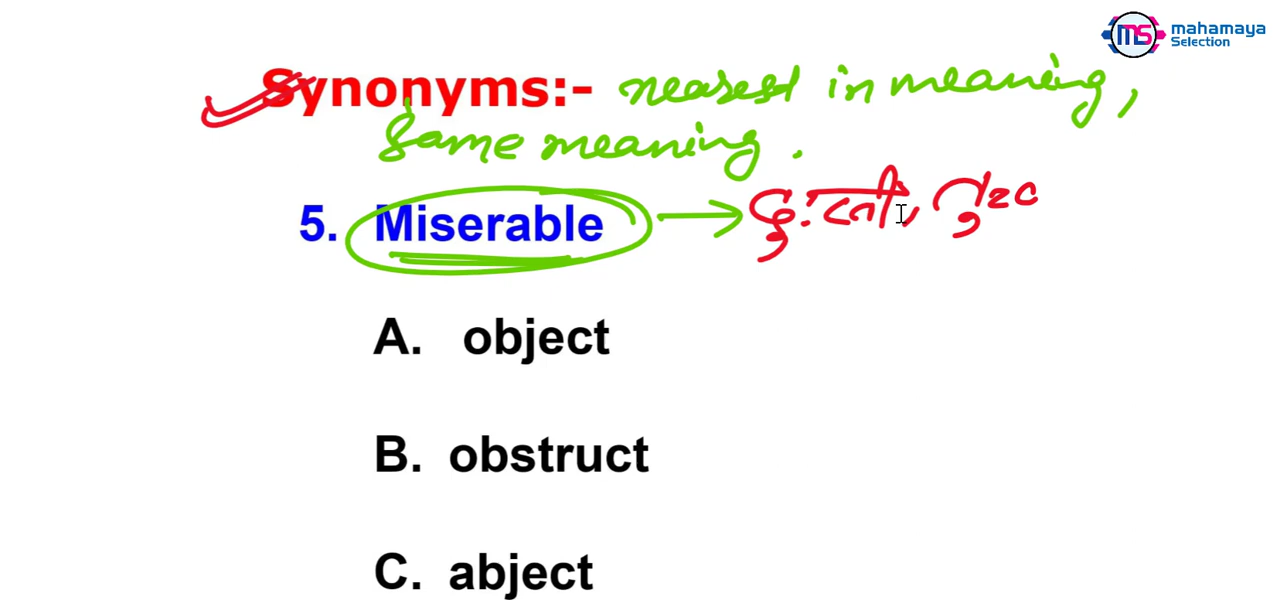 mahamaya
Selection
Synonyms:- nearest in meaning,
same meaning.
5. Miserable →
A. object
B. obstruct
C. abject